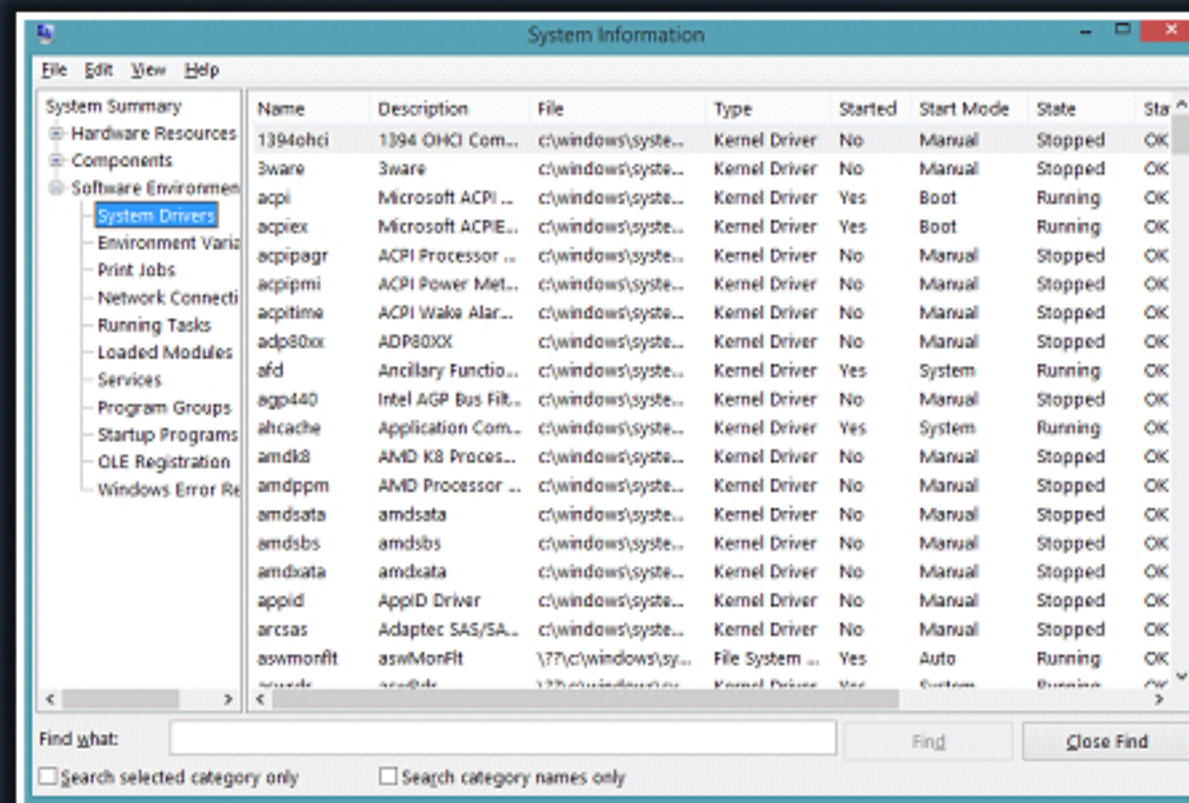 System Information
File Edit View Help
System Summary
Hardware Resources
Components
Software Environmen
System Drivers
Environment Varia
Print Jobs
Network Connecti
Running Tasks
Loaded Modules
Services
Program Groups
Startup Programs
OLE Registration
Windows Error Re
Name Description File Type Started Start Mode State Sta
1394ohci 1394 OHCI Com... c:\windows\syste... Kernel Driver No Manual Stopped OK
3ware 3ware c:\windows\syste... Kernel Driver No Manual Stopped OK
acpi Microsoft ACPI ... c:\windows\syste... Kernel Driver Yes Boot Running OK
acpiex Microsoft ACPIE... c:\windows\syste... Kernel Driver Yes Boot Running OK
acpipagr ACPI Processor ... c:\windows\syste... Kernel Driver No Manual Stopped OK
acpipmi ACPI Power Met... c:\windows\syste... Kernel Driver No Manual Stopped OK
acpitime ACPI Wake Alar... c:\windows\syste... Kernel Driver No Manual Stopped OK
adp80xx ADP80XX c:\windows\syste... Kernel Driver No Manual Stopped OK
afd Ancillary Functio... c:\windows\syste... Kernel Driver Yes System Running OK
agp440 Intel AGP Bus Filt... c:\windows\syste... Kernel Driver No Manual Stopped OK
ahcache Application Com... c:\windows\syste... Kernel Driver Yes System Running OK
amdk8 AMD K8 Proces... c:\windows\syste... Kernel Driver No Manual Stopped OK
amdppm AMD Processor ... c:\windows\syste... Kernel Driver No Manual Stopped OK
amdsata amdsata c:\windows\syste... Kernel Driver No Manual Stopped OK
amdsbs amdsbs c:\windows\syste... Kernel Driver No Manual Stopped OK
amdxata amdxata c:\windows\syste... Kernel Driver No Manual Stopped OK
appid AppID Driver c:\windows\syste... Kernel Driver No Manual Stopped OK
arcsas Adaptec SAS/SA... c:\windows\syste... Kernel Driver No Manual Stopped OK
aswmonflt aswMonFlt \??\c:\windows\sy... File System ... Yes Auto Running OK
Find what: Find Close Find
Search selected category only Search category names only